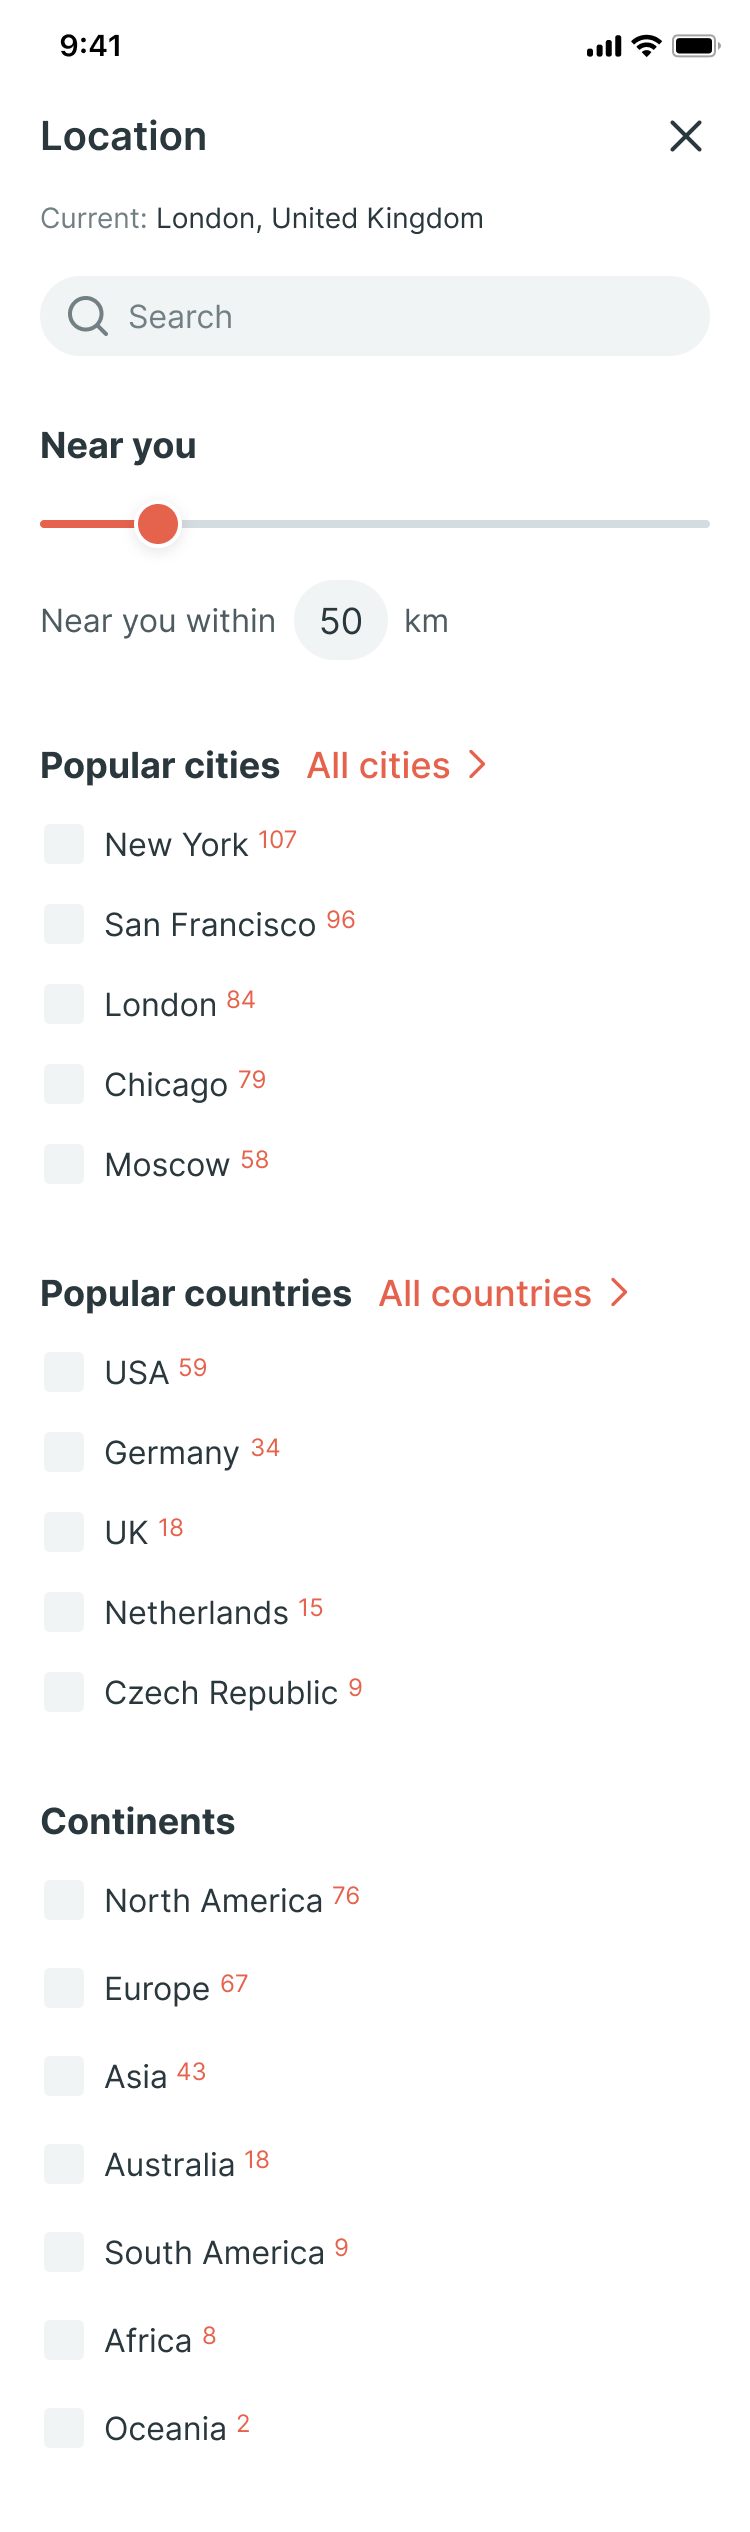 9:41
Location
Current: London, United Kingdom
Search
Near you
Near you within 50 km
Popular cities All cities
New York 107
San Francisco 96
London 84
Chicago 79
Moscow 58
Popular countries All countries
USA 59
Germany 34
UK 18
Netherlands 15
Czech Republic 9
Continents
North America 76
Europe 67
Asia 43
Australia 18
South America 9
Africa 8
Oceania 2